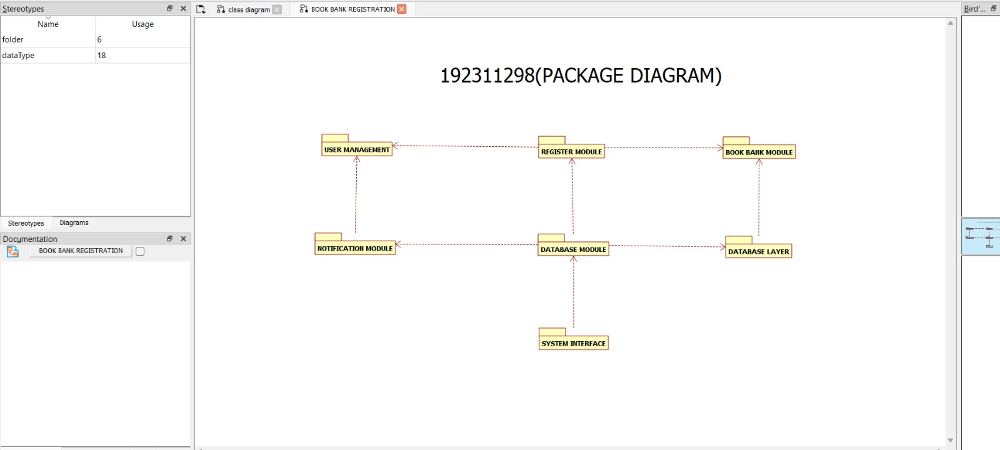 Stereotypes
Name Usage
folder 6
dataType 18
Stereotypes Diagrams
Documentation
BOOK BANK REGISTRATION
class diagram BOOK BANK REGISTRATION
192311298(PACKAGE DIAGRAM)
USER MANAGEMENT
REGISTER MODULE
BOOK BANK MODULE
NOTIFICATION MODULE
DATABASE MODULE
DATABASE LAYER
SYSTEM INTERFACE
Bird'...